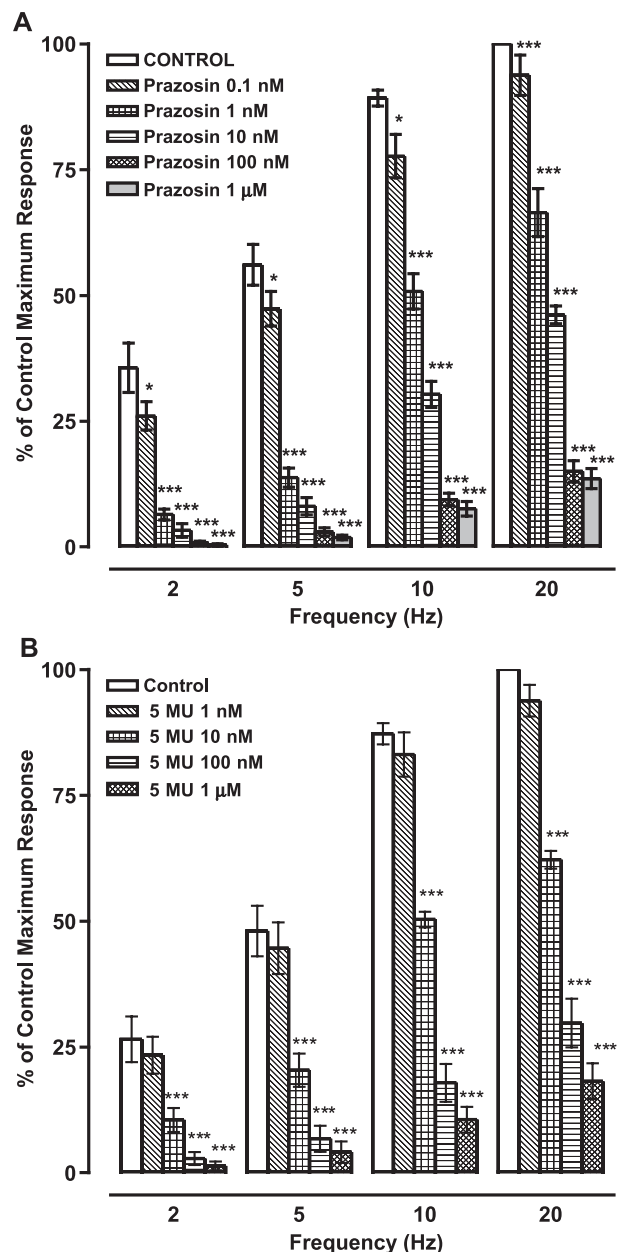 A
% of Control Maximum Response
100
75
50
25
0
CONTROL
Prazosin 0.1 nM
Prazosin 1 nM
Prazosin 10 nM
Prazosin 100 nM
Prazosin 1 μM
*
***
***
***
***
*
***
***
***
***
*
***
***
***
***
***
***
***
***
***
2 5 10 20
Frequency (Hz)
B
% of Control Maximum Response
100
75
50
25
0
Control
5 MU 1 nM
5 MU 10 nM
5 MU 100 nM
5 MU 1 μM
***
***
***
***
***
***
***
***
***
***
***
***
2 5 10 20
Frequency (Hz)